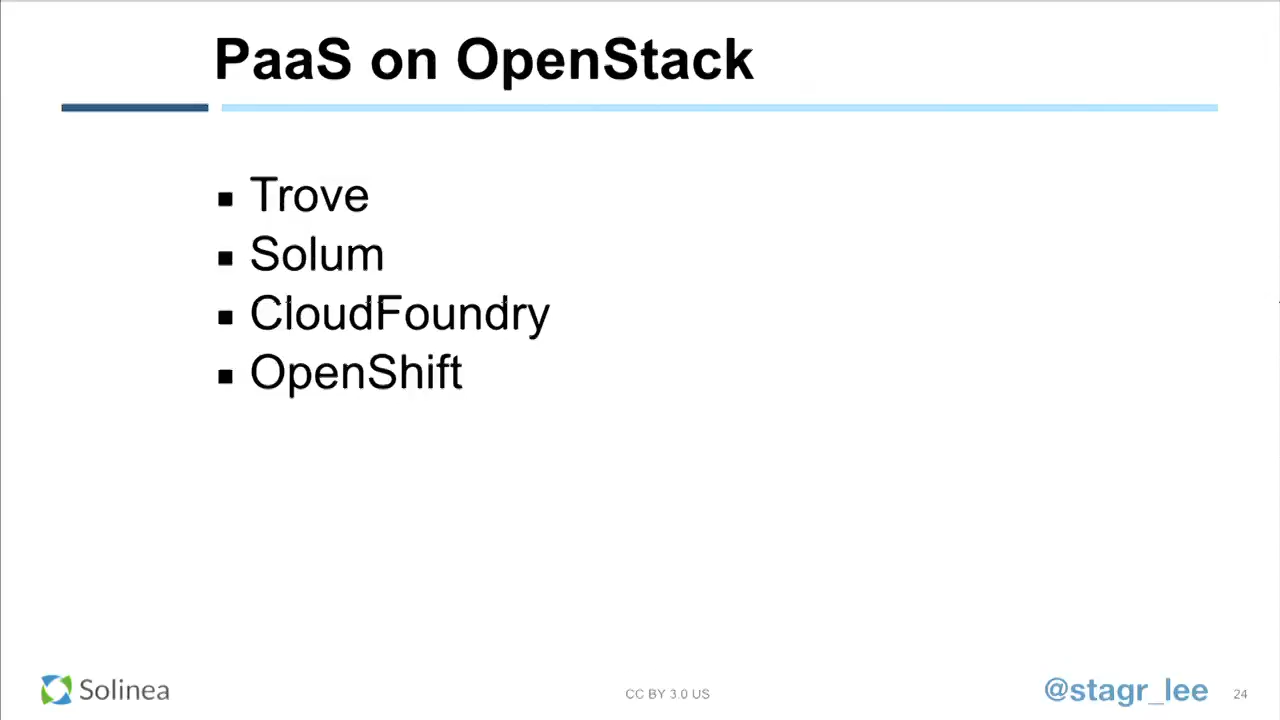 PaaS on OpenStack
▪ Trove
▪ Solum
▪ CloudFoundry
▪ OpenShift
Solinea
CC BY 3.0 US
@stagr_lee
24